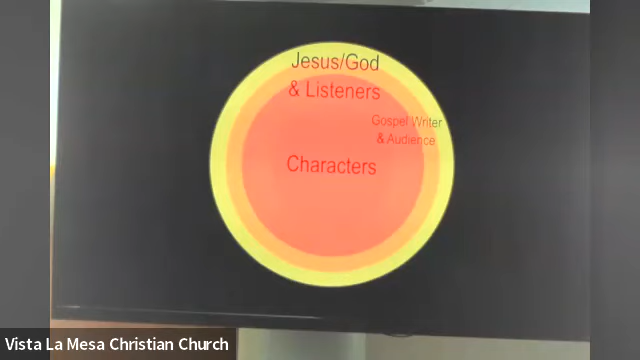 Jesus/God
& Listeners
Gospel Writer
& Audience
Characters
Vista La Mesa Christian Church